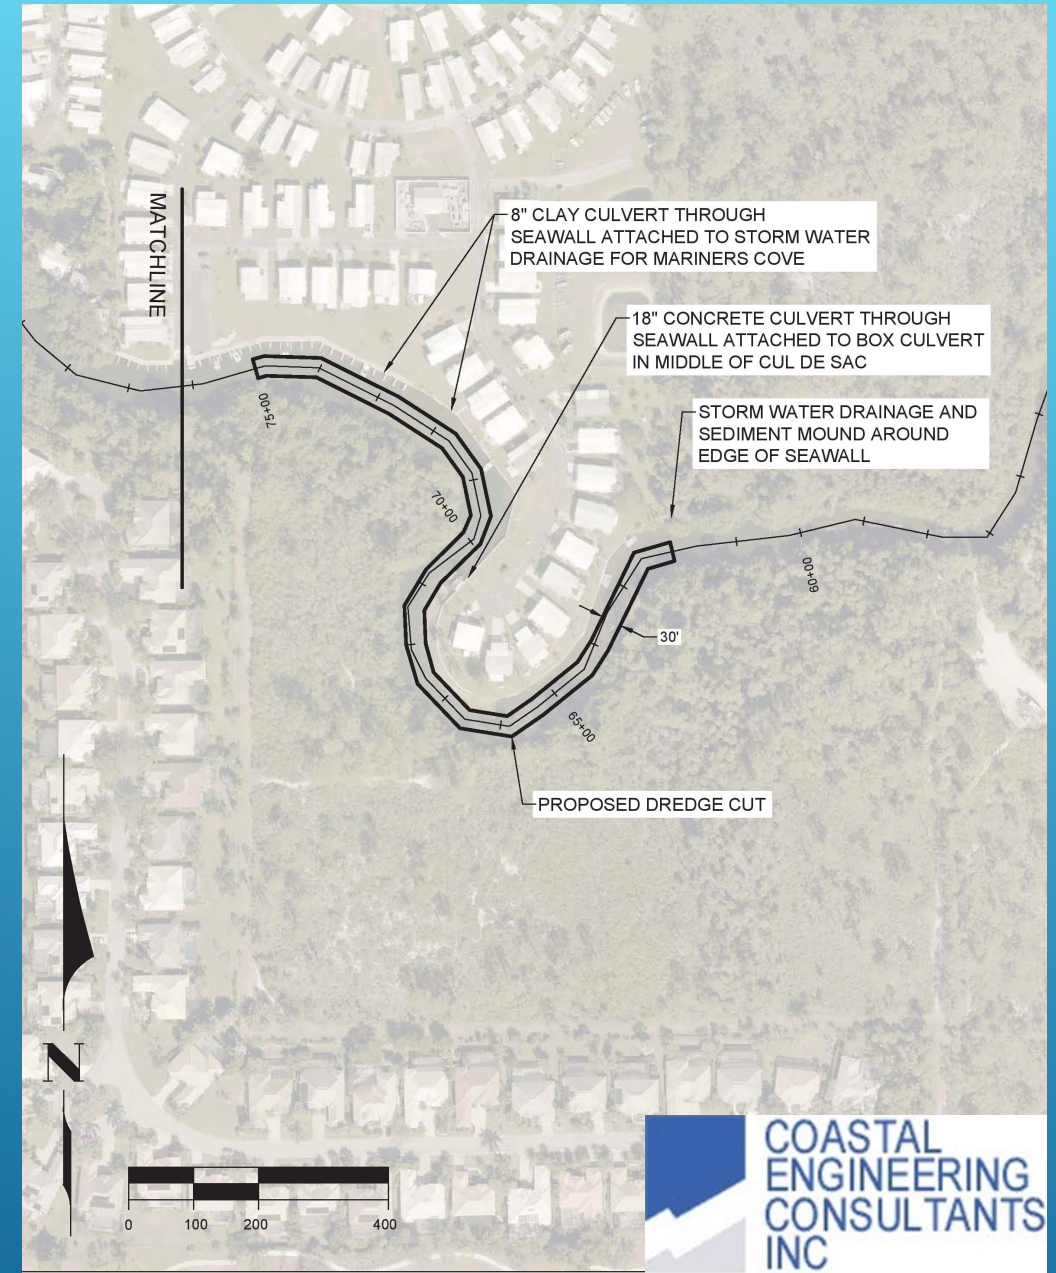 MATCHLINE
8" CLAY CULVERT THROUGH
SEAWALL ATTACHED TO STORM WATER
DRAINAGE FOR MARINERS COVE
18" CONCRETE CULVERT THROUGH
SEAWALL ATTACHED TO BOX CULVERT
IN MIDDLE OF CUL DE SAC
STORM WATER DRAINAGE AND
SEDIMENT MOUND AROUND
EDGE OF SEAWALL
75+00
70+00
60+00
30'
65+00
PROPOSED DREDGE CUT
N
0 100 200 400
COASTAL
ENGINEERING
CONSULTANTS
INC